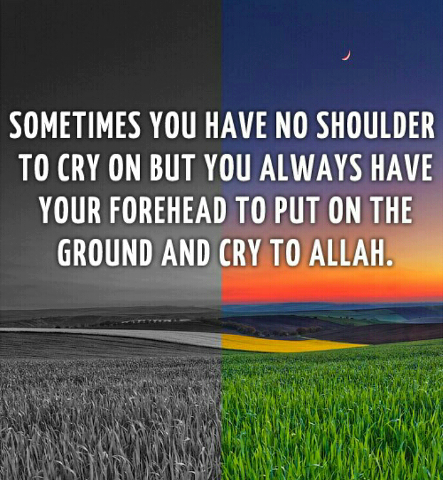 SOMETIMES YOU HAVE NO SHOULDER
TO CRY ON BUT YOU ALWAYS HAVE
YOUR FOREHEAD TO PUT ON THE
GROUND AND CRY TO ALLAH.